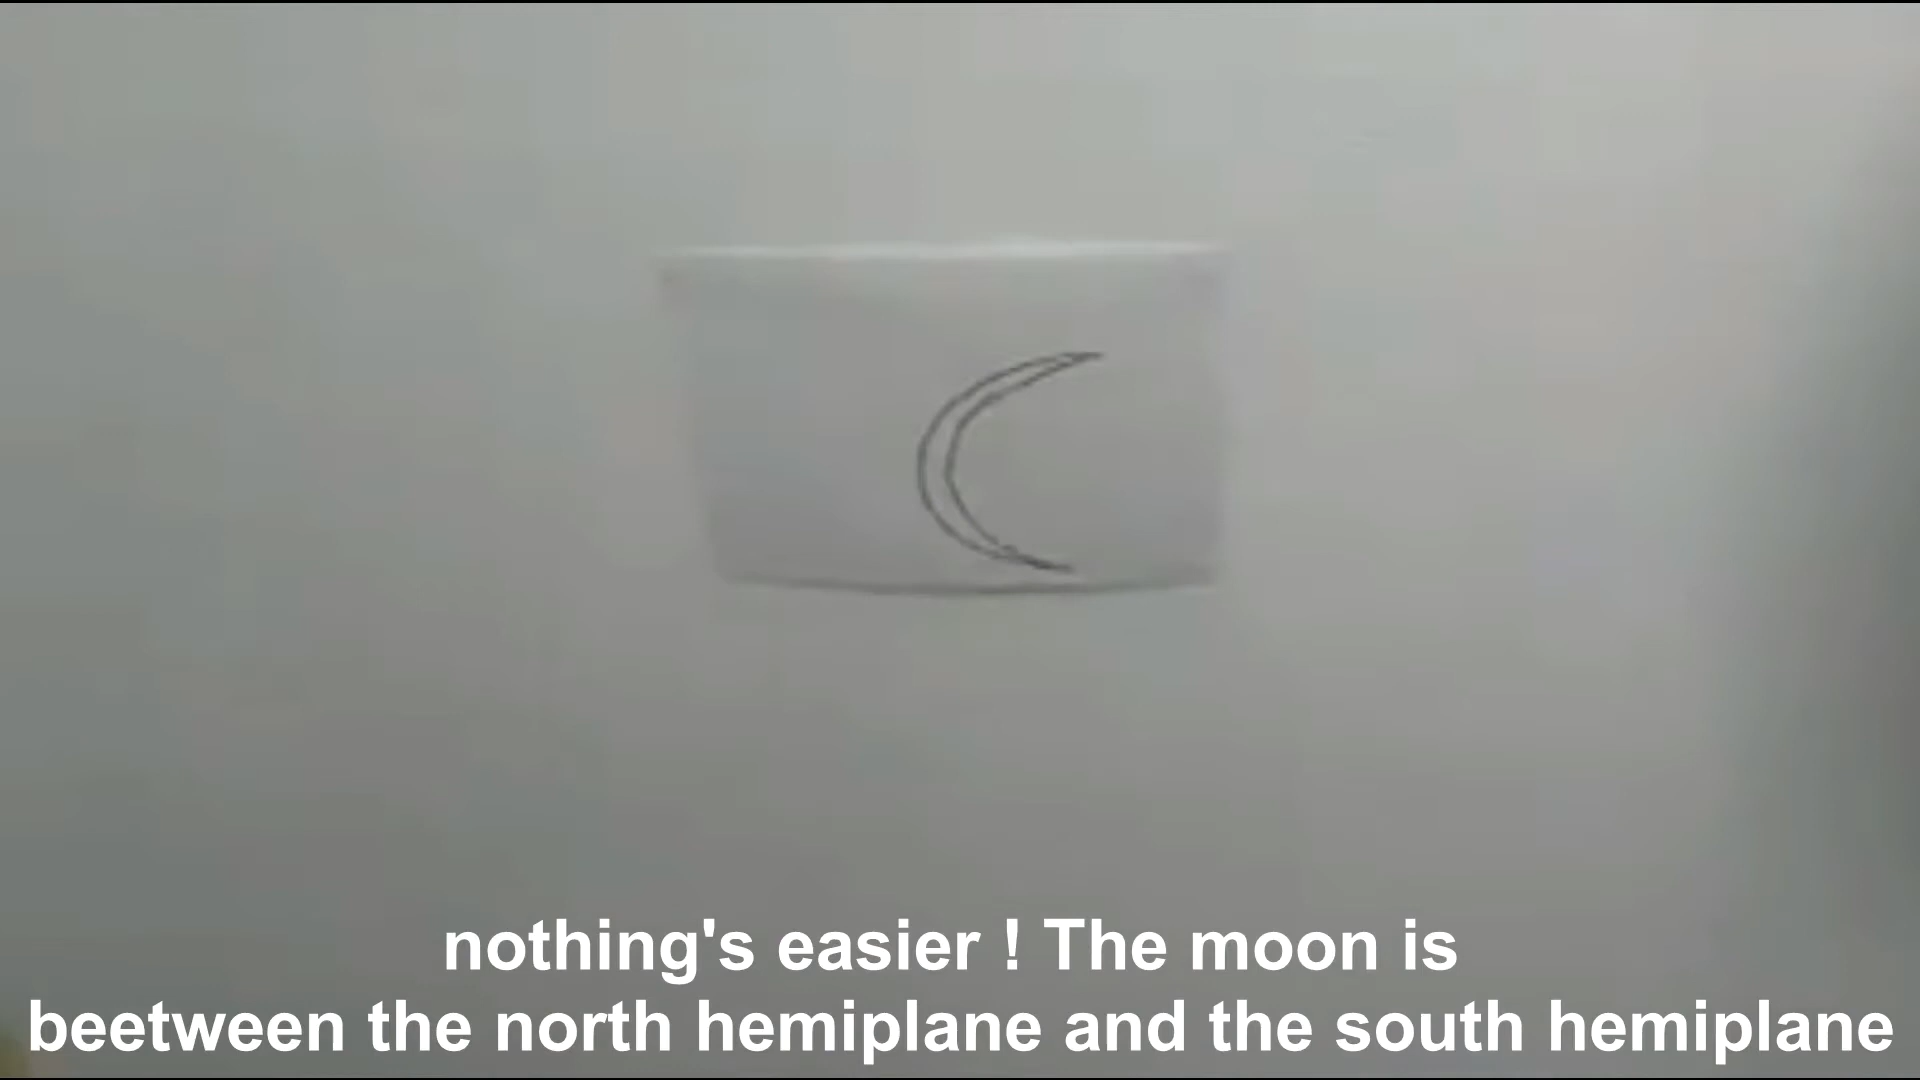 nothing's easier ! The moon is
beetween the north hemiplane and the south hemiplane